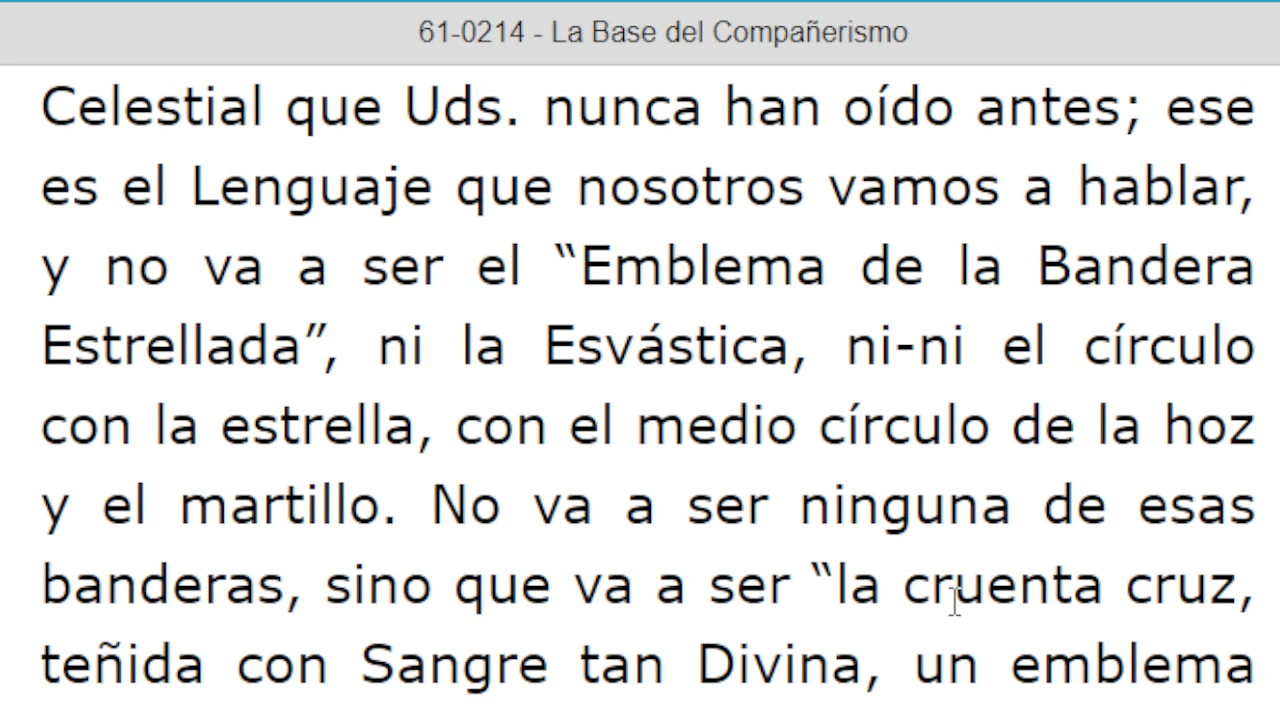 61-0214 - La Base del Compañerismo
Celestial que Uds. nunca han oído antes; ese
es el Lenguaje que nosotros vamos a hablar,
y no va a ser el “Emblema de la Bandera
Estrellada”, ni la Esvástica, ni-ni el círculo
con la estrella, con el medio círculo de la hoz
y el martillo. No va a ser ninguna de esas
banderas, sino que va a ser “la cruenta cruz,
teñida con Sangre tan Divina, un emblema